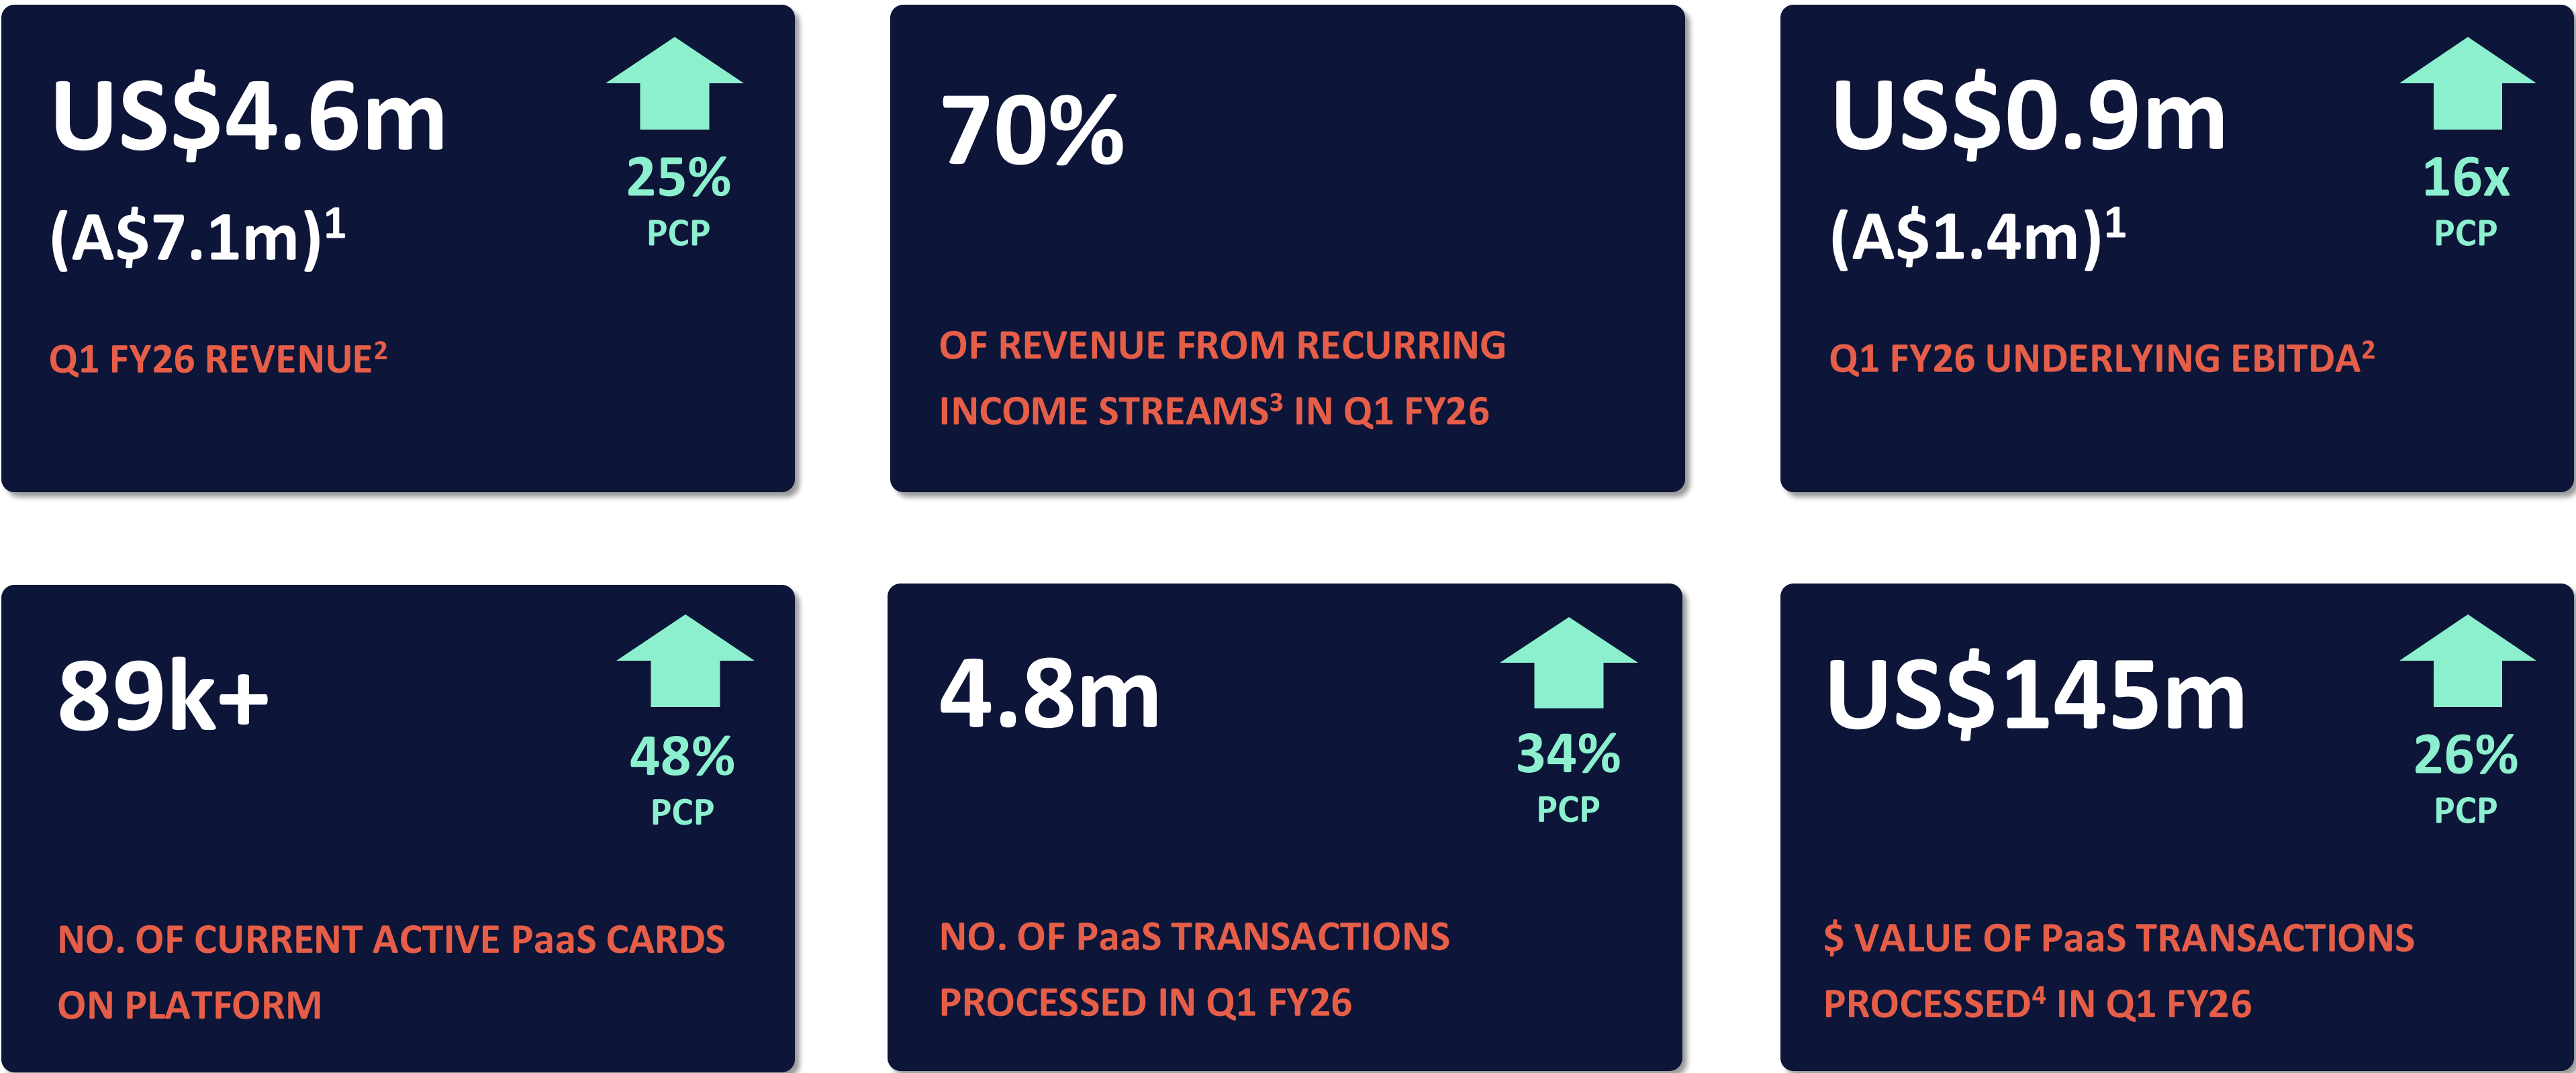 US$4.6m
(A$7.1m)¹
25%
PCP
Q1 FY26 REVENUE²
70%
OF REVENUE FROM RECURRING
INCOME STREAMS³ IN Q1 FY26
US$0.9m
(A$1.4m)¹
16x
PCP
Q1 FY26 UNDERLYING EBITDA²
89k+
48%
PCP
NO. OF CURRENT ACTIVE PaaS CARDS
ON PLATFORM
4.8m
34%
PCP
NO. OF PaaS TRANSACTIONS
PROCESSED IN Q1 FY26
US$145m
26%
PCP
$ VALUE OF PaaS TRANSACTIONS
PROCESSED⁴ IN Q1 FY26